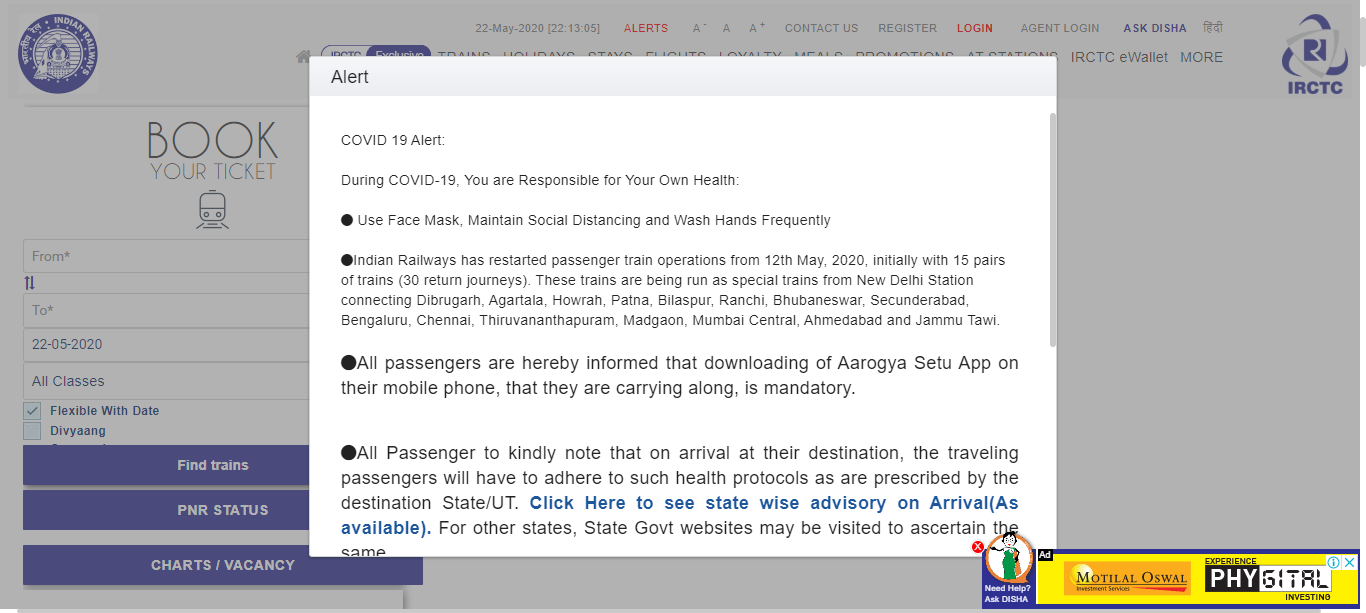 22-May-2020 [22:13:05] ALERTS A- A A+ CONTACT US REGISTER LOGIN AGENT LOGIN ASK DISHA हिंदी
IRCTC Exclusive TRAINS HOLIDAYS STAYS FLIGHTS LOYALTY MEALS PROMOTIONS AT STATIONS IRCTC eWallet MORE
भारतीय रेल INDIAN RAILWAYS
IRCTC
Alert
BOOK
YOUR TICKET
From*
To*
22-05-2020
All Classes
Flexible With Date
Divyaang
Find trains
PNR STATUS
CHARTS / VACANCY
COVID 19 Alert:
During COVID-19, You are Responsible for Your Own Health:
● Use Face Mask, Maintain Social Distancing and Wash Hands Frequently
●Indian Railways has restarted passenger train operations from 12th May, 2020, initially with 15 pairs
of trains (30 return journeys). These trains are being run as special trains from New Delhi Station
connecting Dibrugarh, Agartala, Howrah, Patna, Bilaspur, Ranchi, Bhubaneswar, Secunderabad,
Bengaluru, Chennai, Thiruvananthapuram, Madgaon, Mumbai Central, Ahmedabad and Jammu Tawi.
●All passengers are hereby informed that downloading of Aarogya Setu App on
their mobile phone, that they are carrying along, is mandatory.
●All Passenger to kindly note that on arrival at their destination, the traveling
passengers will have to adhere to such health protocols as are prescribed by the
destination State/UT. Click Here to see state wise advisory on Arrival(As
available). For other states, State Govt websites may be visited to ascertain the
same
Need Help?
Ask DISHA
Ad
MOTILAL OSWAL
Investment Services
EXPERIENCE
PHYGITAL
INVESTING